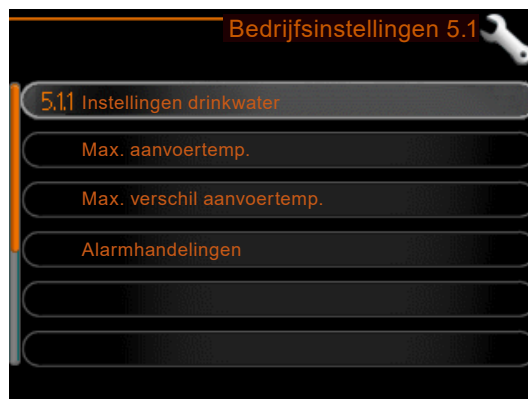 Bedrijfsinstellingen 5.1
5.1.1 Instellingen drinkwater
Max. aanvoertemp.
Max. verschil aanvoertemp.
Alarmhandelingen